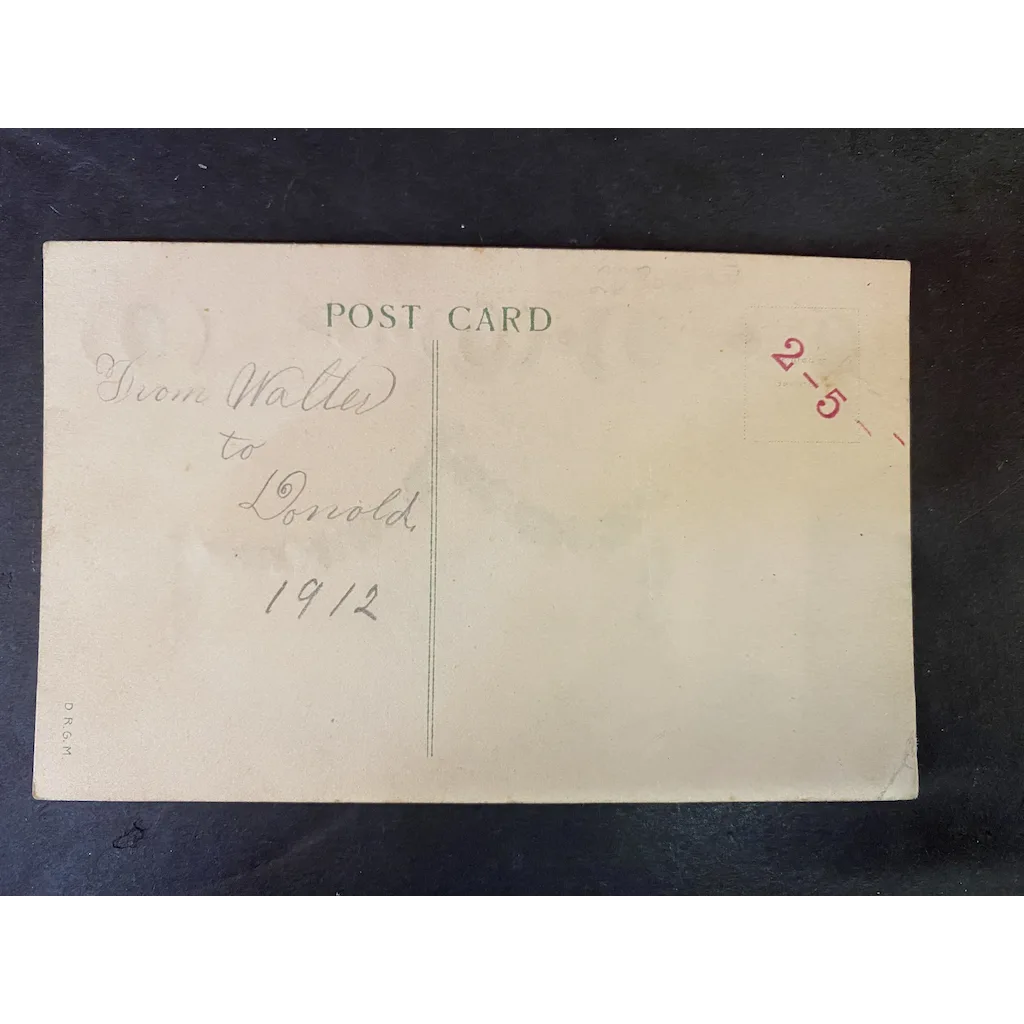 POST CARD
From Walter
to
Donold.
1912
2-5--
D.R.G.M